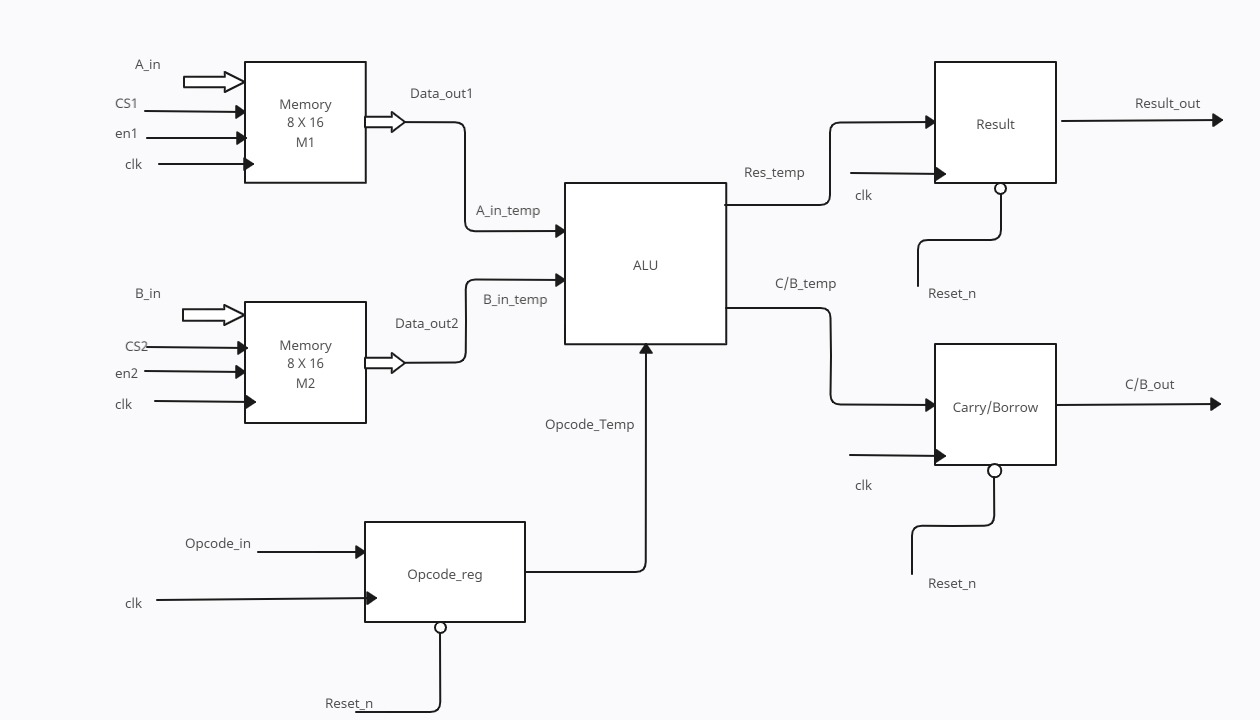 A_in
CS1
en1
clk
Memory
8 X 16
M1
Data_out1
A_in_temp
B_in
CS2
en2
clk
Memory
8 X 16
M2
Data_out2
B_in_temp
ALU
Opcode_Temp
Opcode_in
clk
Opcode_reg
Reset_n
Res_temp
clk
Result
Result_out
Reset_n
C/B_temp
clk
Carry/Borrow
C/B_out
Reset_n